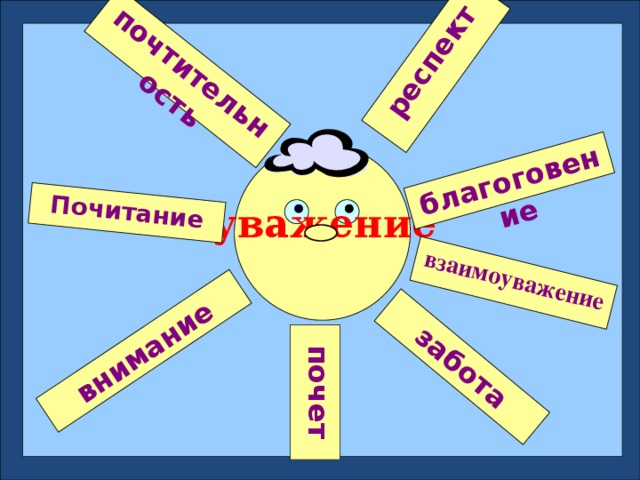 почтительн
ость
респект
благоговен
ие
Почитание
уважение
взаимоуважение
внимание
почет
забота